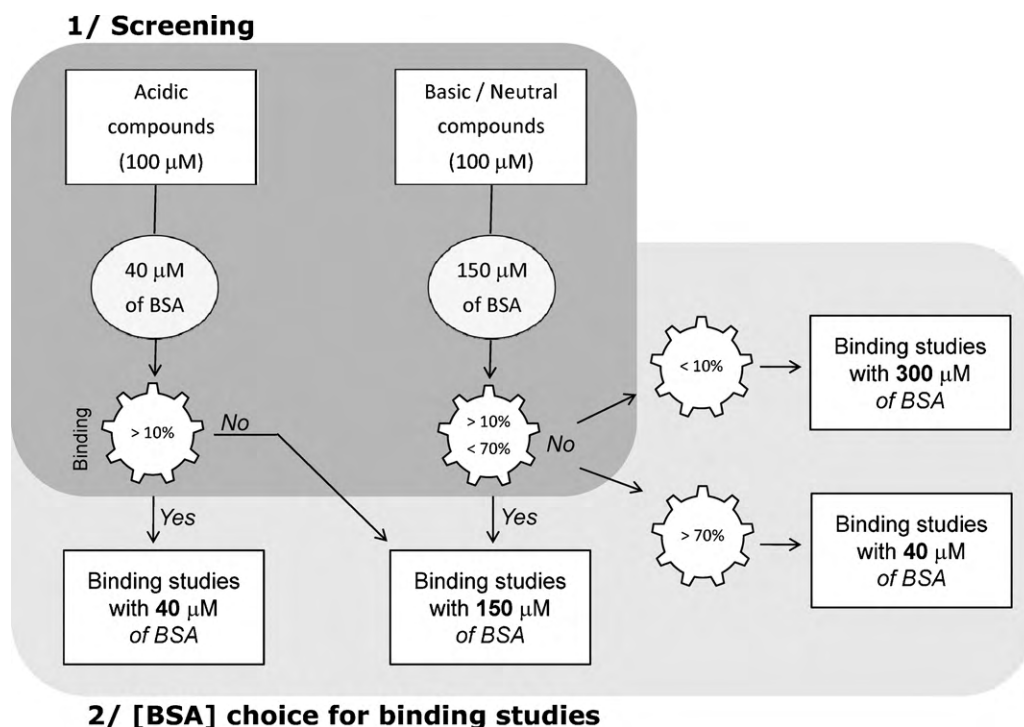 1/ Screening
Acidic
compounds
(100 μM)
Basic / Neutral
compounds
(100 μM)
40 μM
of BSA
150 μM
of BSA
Binding
> 10%
No
> 10%
< 70%
No
< 10%
Binding studies
with 300 μM
of BSA
> 70%
Binding studies
with 40 μM
of BSA
Yes
Yes
Binding studies
with 40 μM
of BSA
Binding studies
with 150 μM
of BSA
2/ [BSA] choice for binding studies